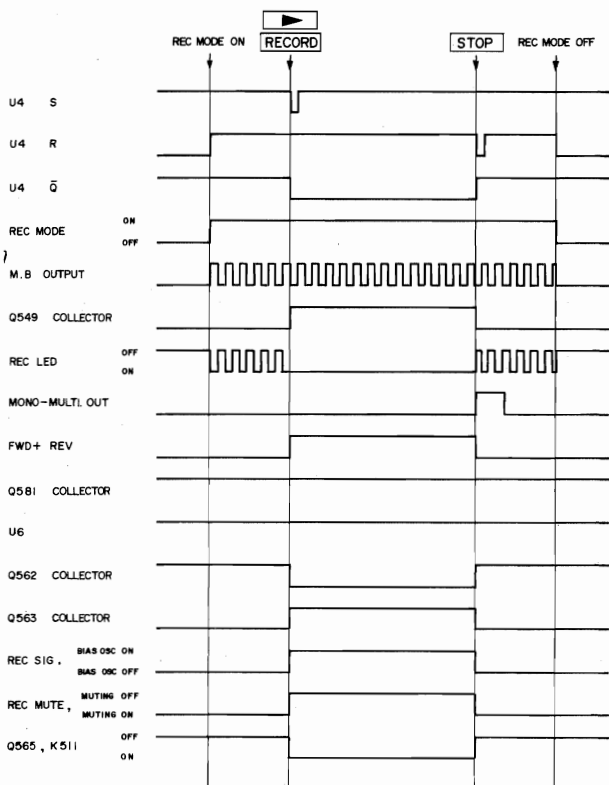 REC MODE ON RECORD STOP REC MODE OFF
U4 S
U4 R
U4 Q̄
REC MODE ON OFF
M.B OUTPUT
Q549 COLLECTOR
REC LED OFF ON
MONO-MULTI. OUT
FWD+ REV
Q581 COLLECTOR
U6
Q562 COLLECTOR
Q563 COLLECTOR
REC SIG, BIAS OSC ON BIAS OSC OFF
REC MUTE, MUTING OFF MUTING ON
Q565, K511 OFF ON